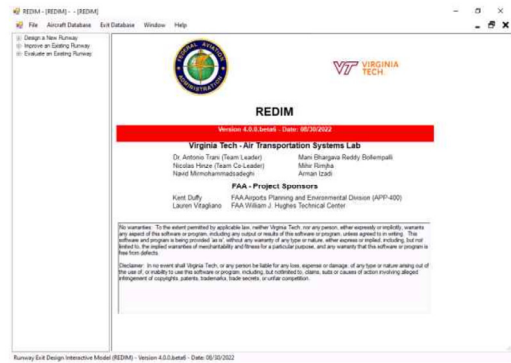 REDIM - [REDIM] - - [REDIM]
File Aircraft Database Exit Database Window Help
Design a New Runway
Improve an Existing Runway
Evaluate an Existing Runway
FEDERAL AVIATION
ADMINISTRATION
VT VIRGINIA
TECH.
REDIM
Version 4.0.0.beta6 - Date: 08/30/2022
Virginia Tech - Air Transportation Systems Lab
Dr. Antonio Trani (Team Leader) Mani Bhargava Reddy Bollempalli
Nicolas Hinze (Team Co-Leader) Mihir Rimjha
Navid Mirmohammadsadeghi Arman Izadi
FAA - Project Sponsors
Kent Duffy FAA Airports Planning and Environmental Division (APP-400)
Lauren Vitagliano FAA William J. Hughes Technical Center
No warranties: To the extent permitted by applicable law, neither Virginia Tech, nor any person, either expressly or implicitly, warrants
any aspect of this software or program, including any output or results of this software or program, unless agreed to in writing. This
software and program is being provided 'as is', without any warranty of any type or nature, either express or implied, including, but not
limited to, the implied warranties of merchantability and fitness for a particular purpose, and any warranty that this software or program is
free from defects.
Disclaimer: In no event shall Virginia Tech, or any person be liable for any loss, expense or damage, of any type or nature arising out of
the use of, or inability to use this software or program, including, but not limited to, claims, suits or causes of action involving alleged
infringement of copyrights, patents, trademarks, trade secrets, or unfair competition.
Runway Exit Design Interactive Model (REDIM) - Version 4.0.0.beta6 - Date: 08/30/2022